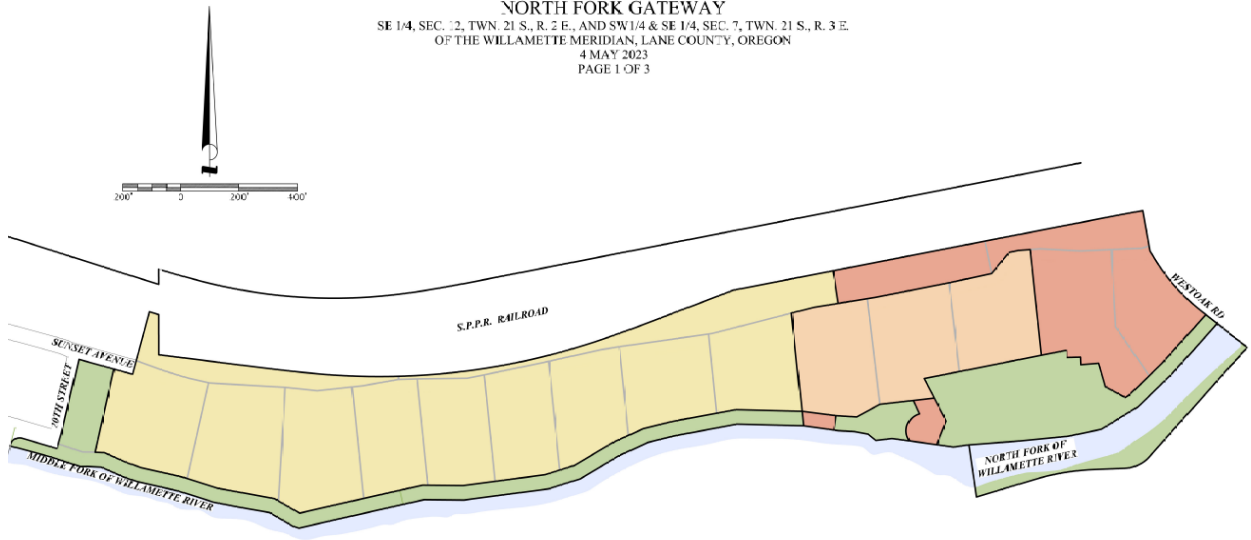 NORTH FORK GATEWAY
SE 1/4, SEC. 12, TWN. 21 S., R. 2 E., AND SW1/4 & SE 1/4, SEC. 7, TWN. 21 S., R. 3 E.
OF THE WILLAMETTE MERIDIAN, LANE COUNTY, OREGON
4 MAY 2023
PAGE 1 OF 3
N
200' 0 200' 400'
S.P.P.R. RAILROAD
WESTOAK RD
SUNSET AVENUE
20TH STREET
MIDDLE FORK OF WILLAMETTE RIVER
NORTH FORK OF
WILLAMETTE RIVER